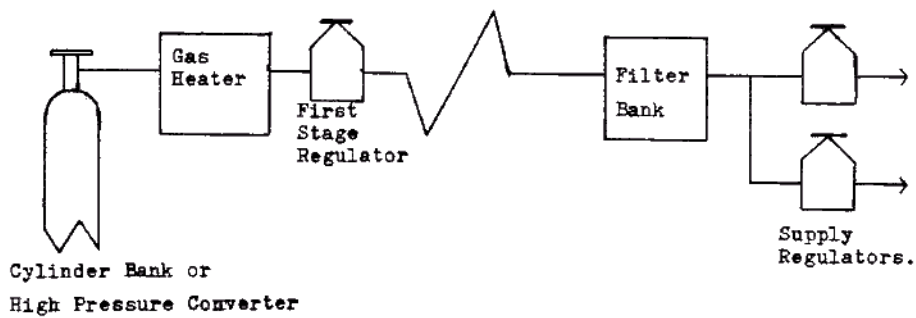 Gas
Heater
First
Stage
Regulator
Filter
Bank
Supply
Regulators.
Cylinder Bank or
High Pressure Converter